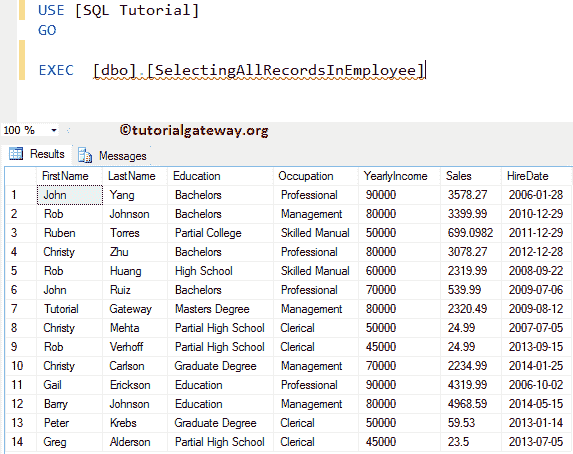 USE [SQL Tutorial]
GO
EXEC [dbo].[SelectingAllRecordsInEmployee]
100 %
©tutorialgateway.org
Results Messages
FirstName LastName Education Occupation YearlyIncome Sales HireDate
1 John Yang Bachelors Professional 90000 3578.27 2006-01-28
2 Rob Johnson Bachelors Management 80000 3399.99 2010-12-29
3 Ruben Torres Partial College Skilled Manual 50000 699.0982 2011-12-29
4 Christy Zhu Bachelors Professional 80000 3078.27 2012-12-28
5 Rob Huang High School Skilled Manual 60000 2319.99 2008-09-22
6 John Ruiz Bachelors Professional 70000 539.99 2009-07-06
7 Tutorial Gateway Masters Degree Management 80000 2320.49 2009-08-12
8 Christy Mehta Partial High School Clerical 50000 24.99 2007-07-05
9 Rob Verhoff Partial High School Clerical 45000 24.99 2013-09-15
10 Christy Carlson Graduate Degree Management 70000 2234.99 2014-01-25
11 Gail Erickson Education Professional 90000 4319.99 2006-10-02
12 Barry Johnson Education Management 80000 4968.59 2014-05-15
13 Peter Krebs Graduate Degree Clerical 50000 59.53 2013-01-14
14 Greg Alderson Partial High School Clerical 45000 23.5 2013-07-05